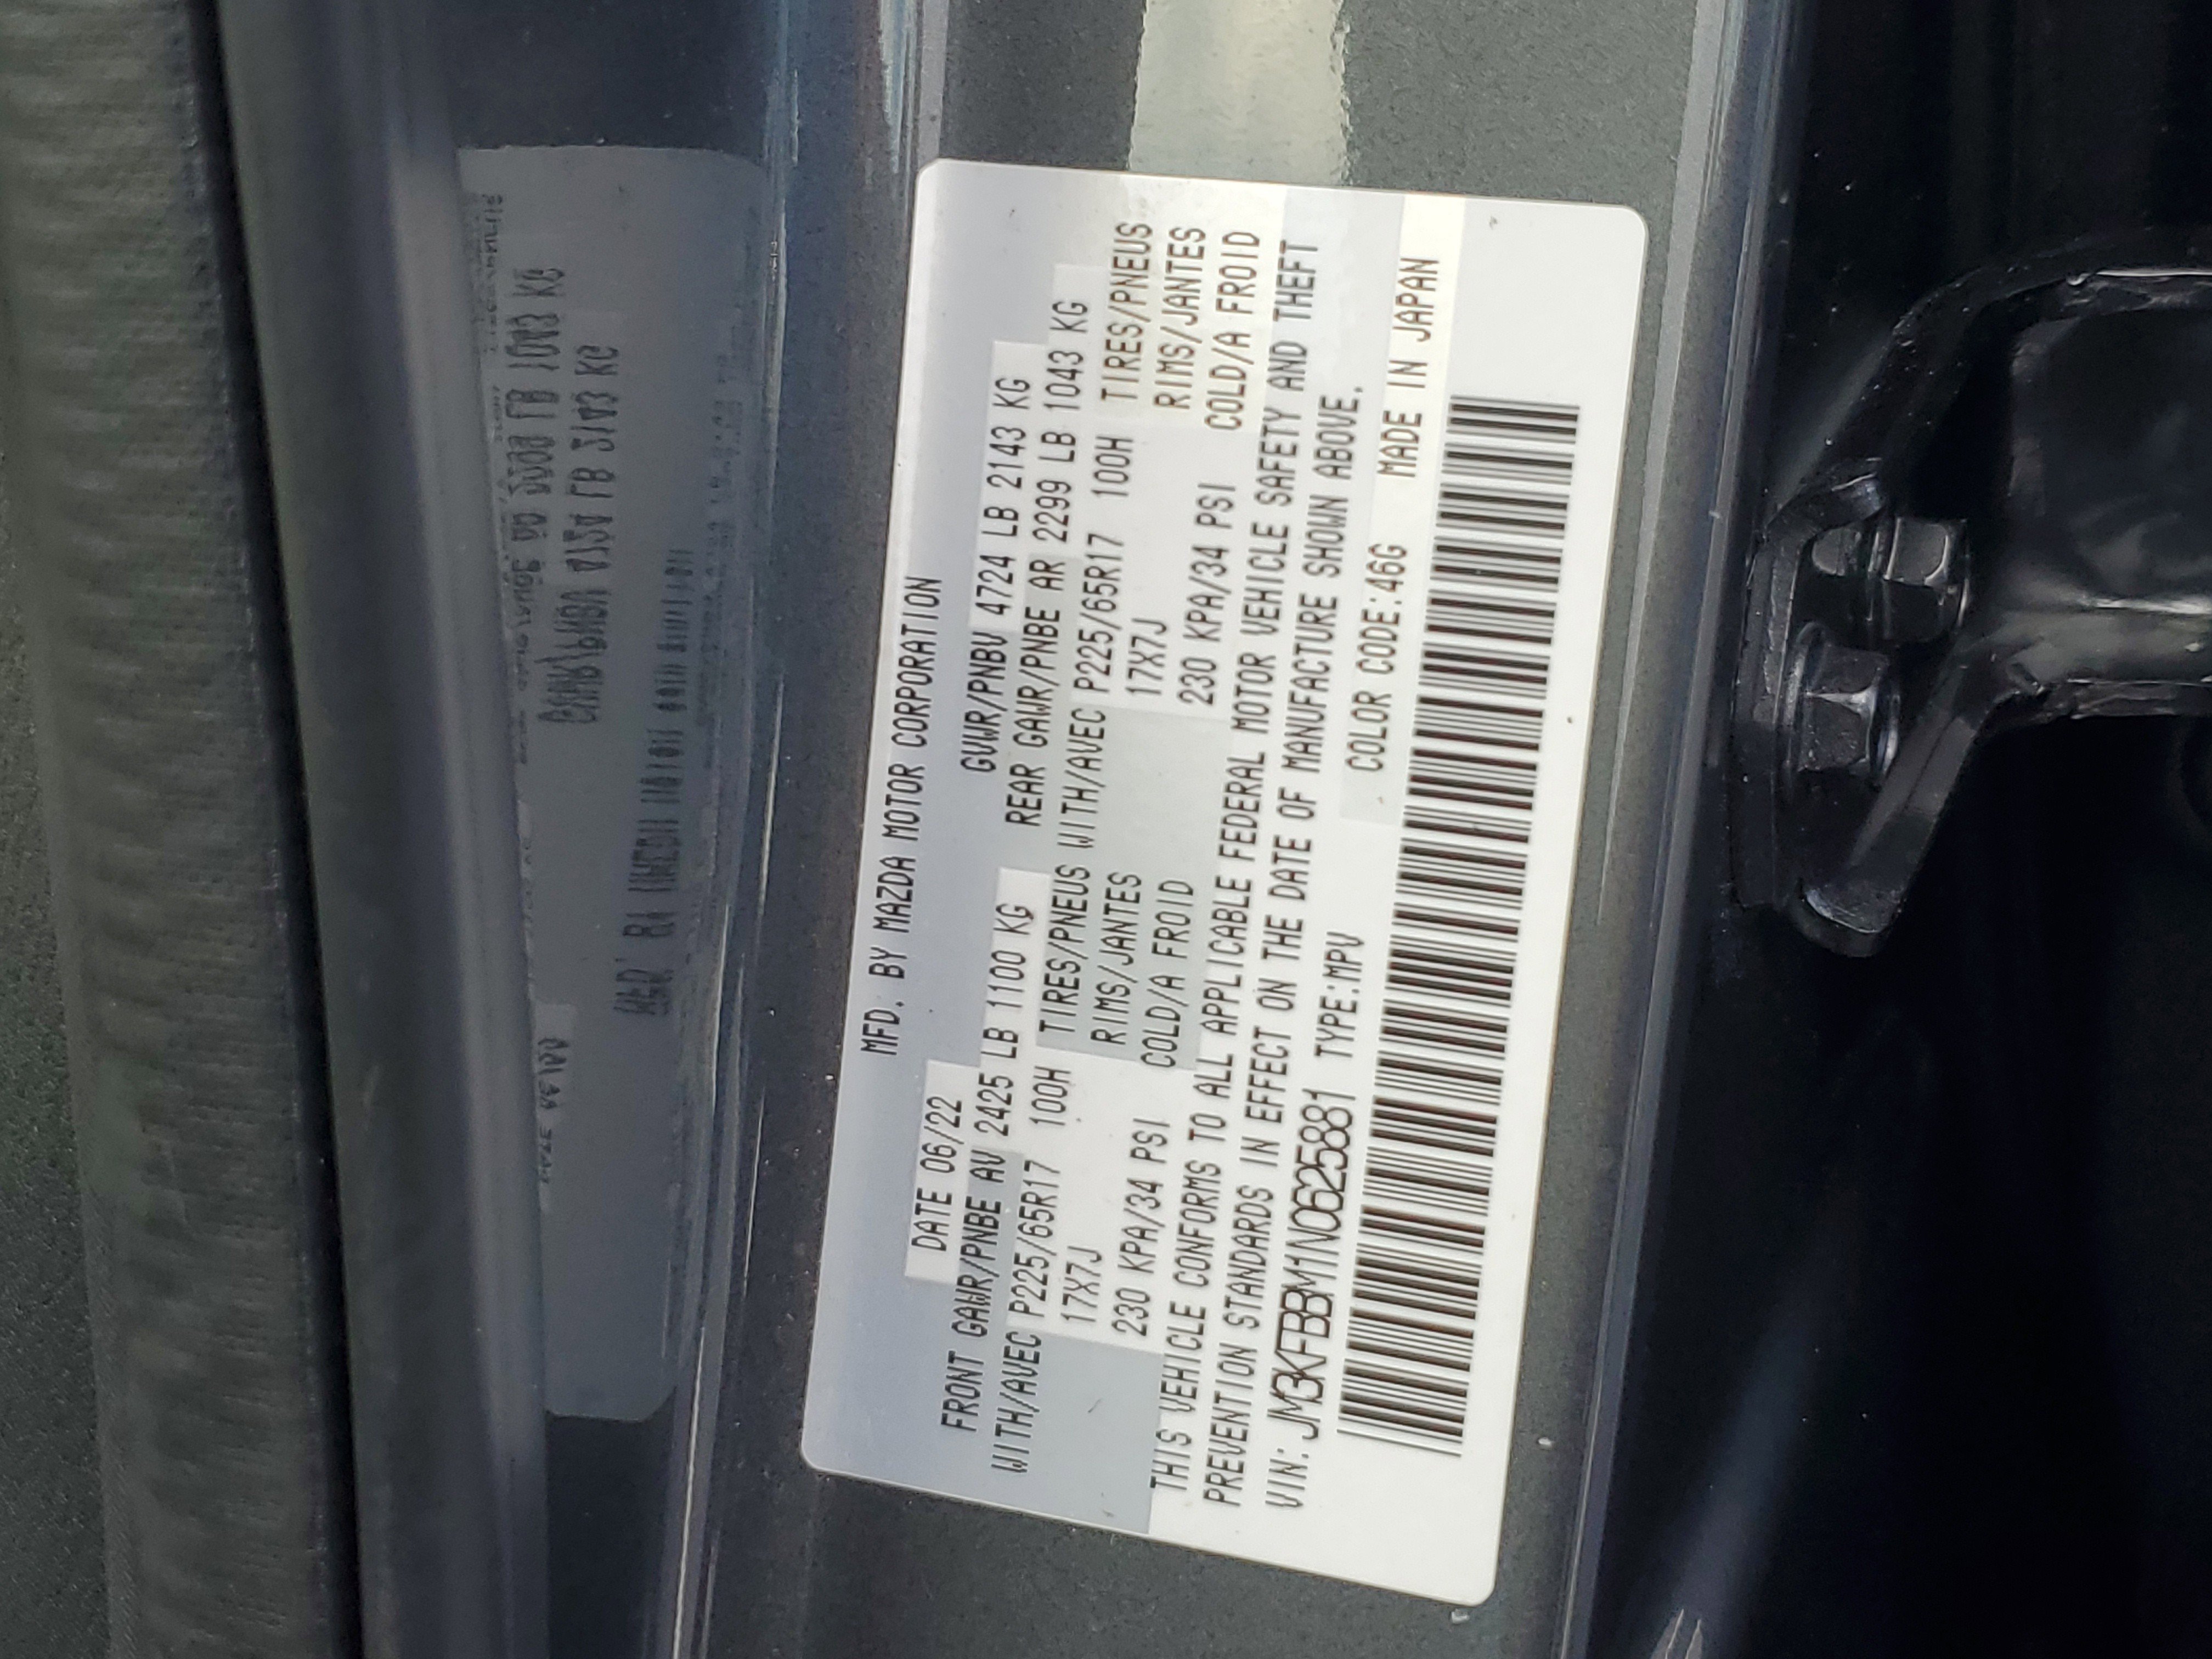 MFD. BY MAZDA MOTOR CORPORATION
DATE 06/22 GVWR/PNBV 4724 LB 2143 KG
FRONT GAWR/PNBE AV 2425 LB 1100 KG REAR GAWR/PNBE AR 2299 LB 1043 KG
WITH/AVEC P225/65R17 100H TIRES/PNEUS WITH/AVEC P225/65R17 100H TIRES/PNEUS
17X7J RIMS/JANTES 17X7J RIMS/JANTES
230 KPA/34 PSI COLD/A FROID 230 KPA/34 PSI COLD/A FROID
THIS VEHICLE CONFORMS TO ALL APPLICABLE FEDERAL MOTOR VEHICLE SAFETY AND THEFT
PREVENTION STANDARDS IN EFFECT ON THE DATE OF MANUFACTURE SHOWN ABOVE.
VIN: JM3KFBBM1N0625881 TYPE:MPV COLOR CODE:46G MADE IN JAPAN